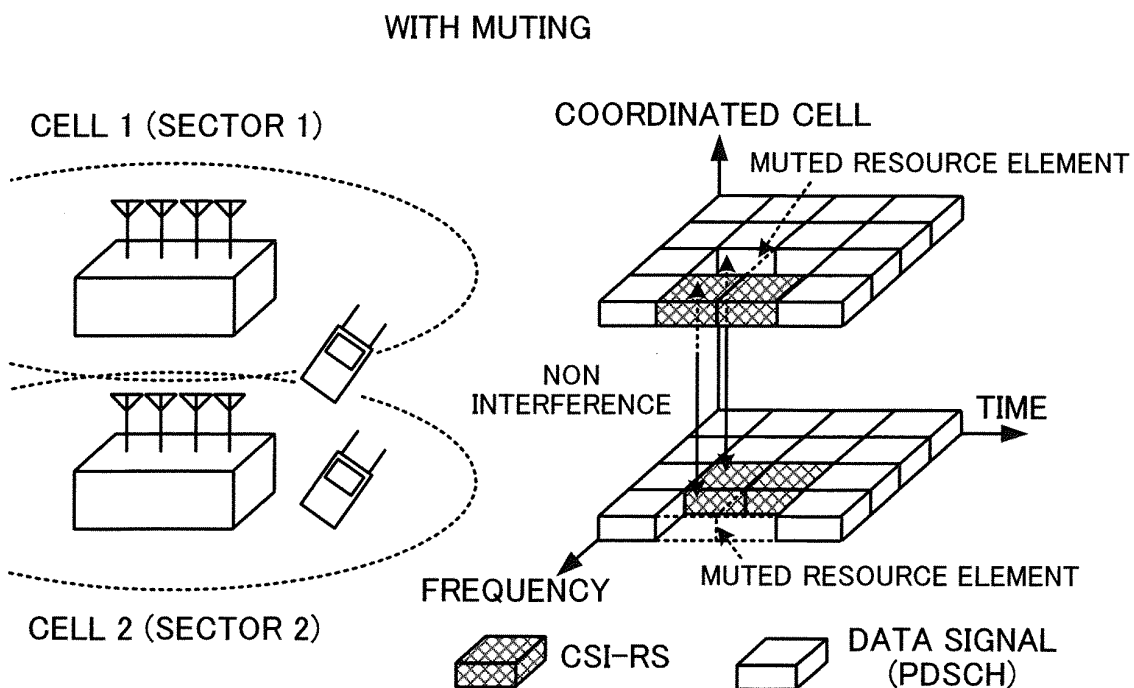 WITH MUTING
CELL 1 (SECTOR 1)
COORDINATED CELL
MUTED RESOURCE ELEMENT
NON
INTERFERENCE
TIME
FREQUENCY
MUTED RESOURCE ELEMENT
CELL 2 (SECTOR 2)
CSI-RS
DATA SIGNAL
(PDSCH)